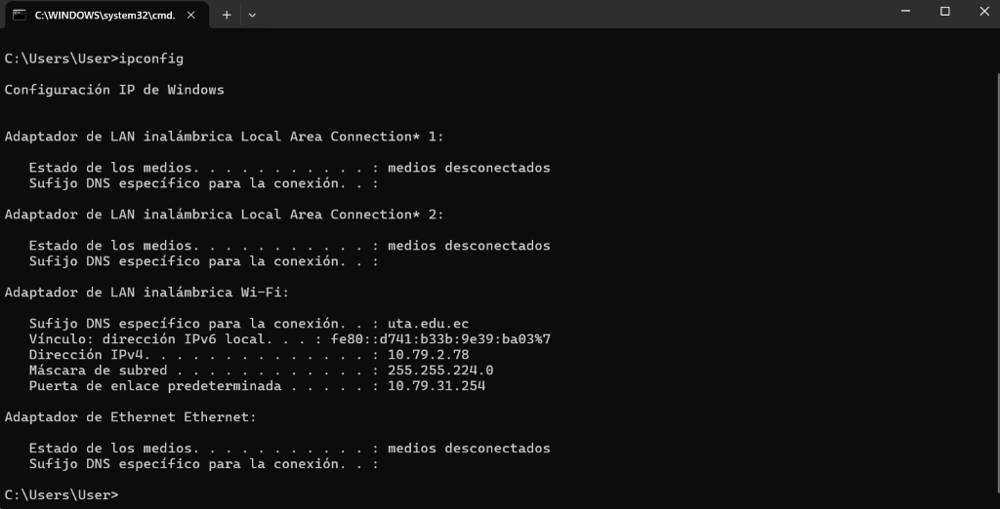 C:\WINDOWS\system32\cmd.
C:\Users\User>ipconfig
Configuración IP de Windows
Adaptador de LAN inalámbrica Local Area Connection* 1:
Estado de los medios. . . . . . . . . . . : medios desconectados
Sufijo DNS específico para la conexión. . :
Adaptador de LAN inalámbrica Local Area Connection* 2:
Estado de los medios. . . . . . . . . . . : medios desconectados
Sufijo DNS específico para la conexión. . :
Adaptador de LAN inalámbrica Wi-Fi:
Sufijo DNS específico para la conexión. . : uta.edu.ec
Vínculo: dirección IPv6 local. . . : fe80::d741:b33b:9e39:ba03%7
Dirección IPv4. . . . . . . . . . . . . . : 10.79.2.78
Máscara de subred . . . . . . . . . . . . : 255.255.224.0
Puerta de enlace predeterminada . . . . . : 10.79.31.254
Adaptador de Ethernet Ethernet:
Estado de los medios. . . . . . . . . . . : medios desconectados
Sufijo DNS específico para la conexión. . :
C:\Users\User>